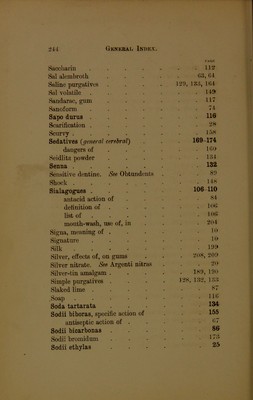 244 GENERAL INDEX.
PAGE
Saccharin 112
Sal alembroth 63, 64
Saline purgatives 129, 133, 164
Sal volatile 149
Sandarac, gum 117
Sanofurm 74
Sapo durus 116
Scarification 28
Scurvy 158
Sedatives (general cerebral) 169-174
dangers of 169
Seidlitz powder 134
Senna 132
Sensitive dentine. See Obtundents 89
Shock 148
Sialagogues 106-110
antacid action of 84
definition of 106
list of 106
mouth-wash, use of, in 204
Signa, meaning of 10
Signature 10
Silk 199
Silver, effects of, on gums 208, 209
Silver nitrate. See Argenti nitras
Silver-tin amalgam 189, 190
Simple purgatives 128, 132, 133
Slaked lime 87
Soap 116
Soda tartarata 134
Sodii biboras, specific action of 155
antiseptic action of 67
Sodii bicarbonas 86
Sodii bromidum 173
Sodii ethylas 25